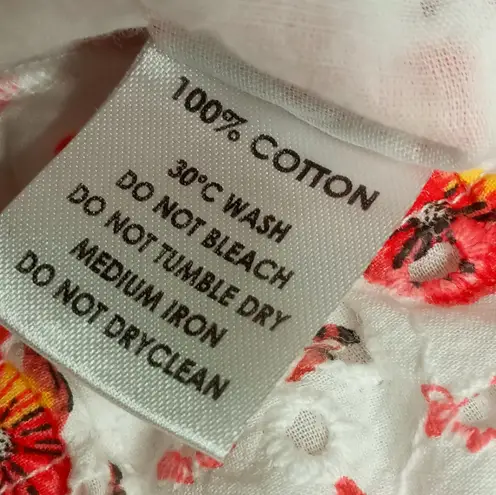 100% COTTON
30°C WASH
DO NOT BLEACH
DO NOT TUMBLE DRY
MEDIUM IRON
DO NOT DRYCLEAN